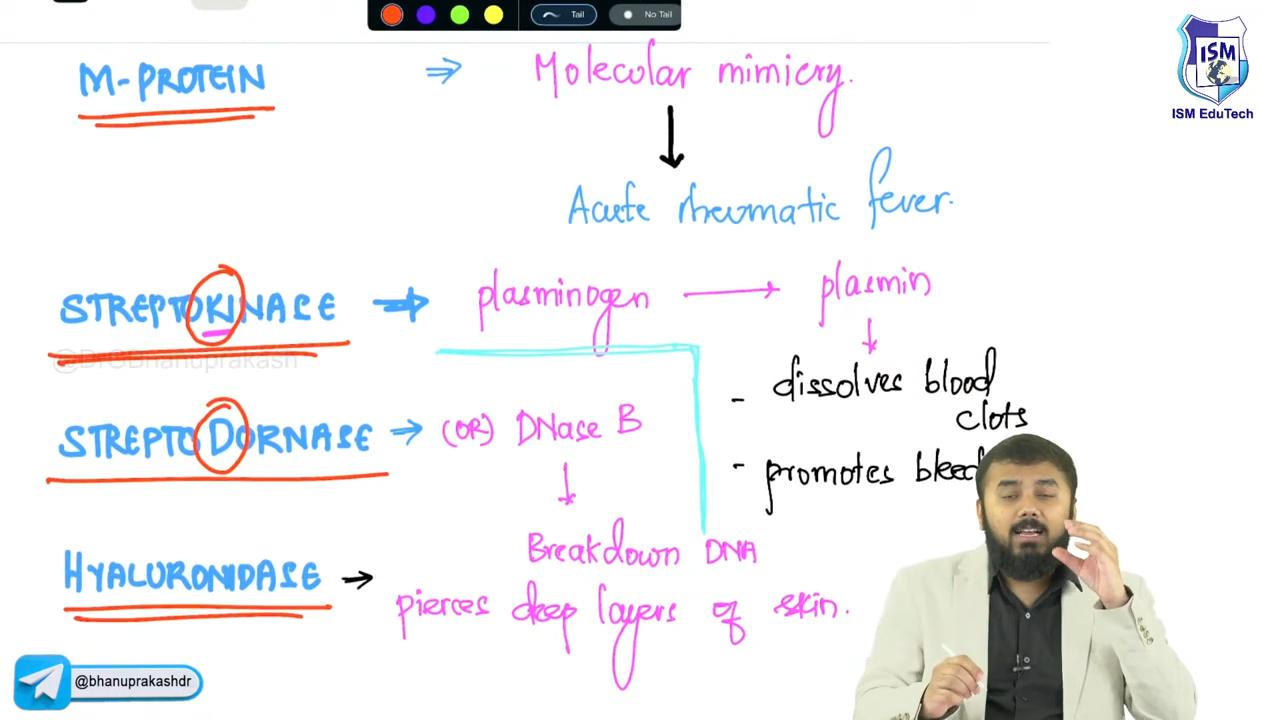 Tail
No Tail
ISM
ISM EduTech
M-PROTEIN ⇒ Molecular mimicry.
↓
Acute rheumatic fever.
STREPTOKINASE → plasminogen → plasmin
↓
@DrGBhanuprakash
- dissolves blood
clots
STREPTODORNASE → (OR) DNase B
↓
- promotes
Breakdown DNA
HYALURONIDASE →
pierces deep layers of skin.
@bhanuprakashdr